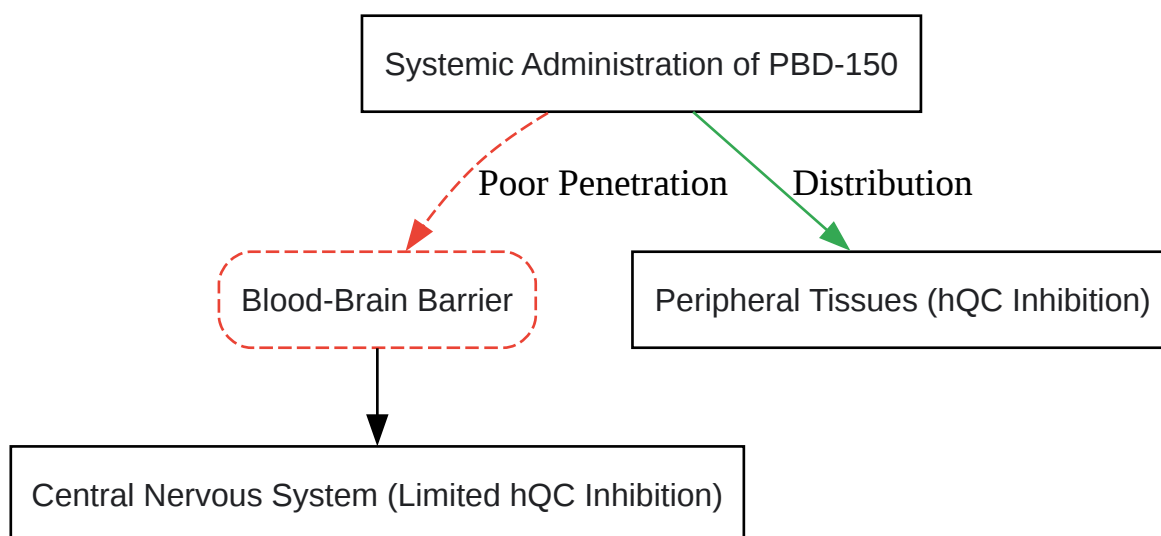 Systemic Administration of PBD-150
Poor Penetration
Distribution
Blood-Brain Barrier
Peripheral Tissues (hQC Inhibition)
Central Nervous System (Limited hQC Inhibition)